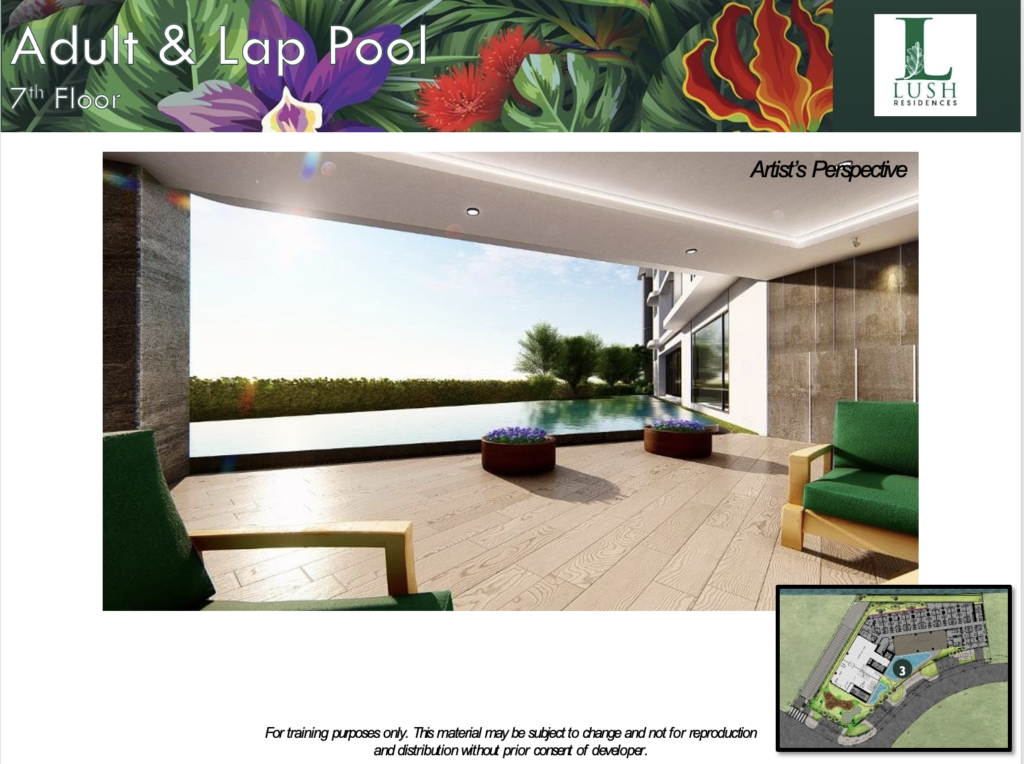 Adult & Lap Pool
7th Floor
L
LUSH
RESIDENCES
Artist's Perspective
3
For training purposes only. This material may be subject to change and not for reproduction
and distribution without prior consent of developer.